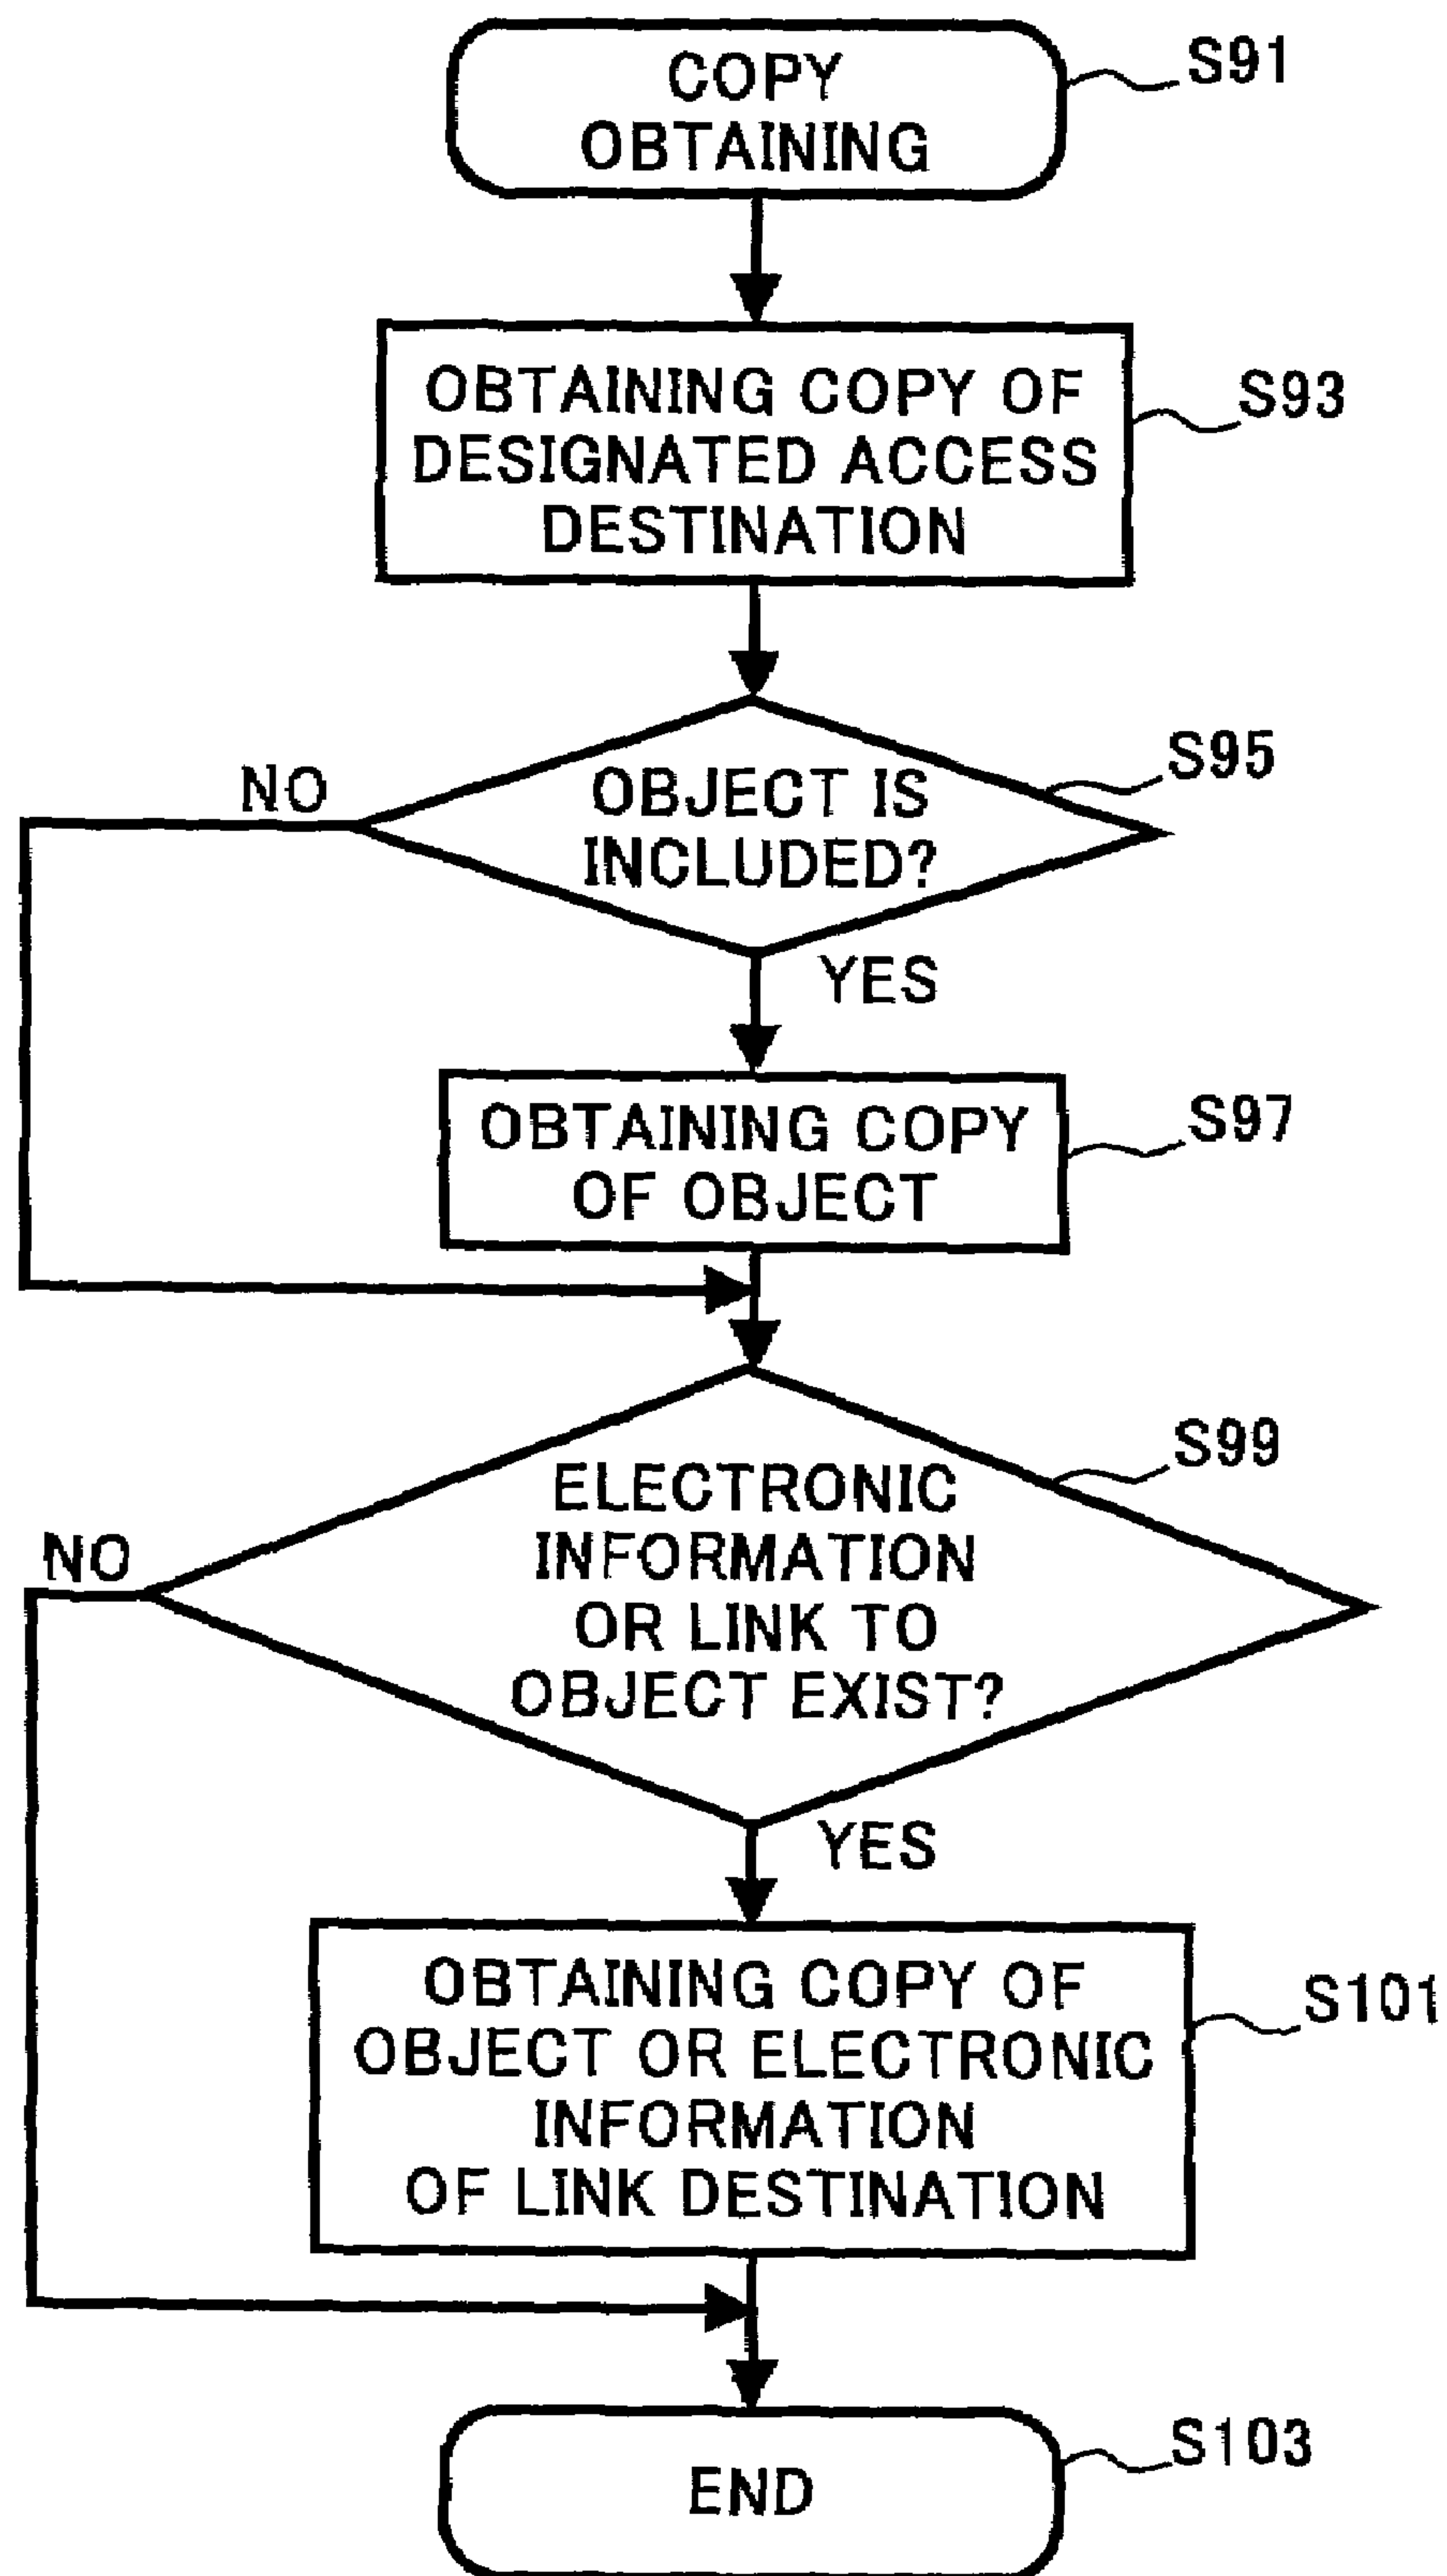 COPY
OBTAINING
S91
OBTAINING COPY OF
DESIGNATED ACCESS
DESTINATION
S93
OBJECT IS
INCLUDED?
S95
NO
YES
OBTAINING COPY
OF OBJECT
S97
ELECTRONIC
INFORMATION
OR LINK TO
OBJECT EXIST?
S99
NO
YES
OBTAINING COPY OF
OBJECT OR ELECTRONIC
INFORMATION
OF LINK DESTINATION
S101
END
S103